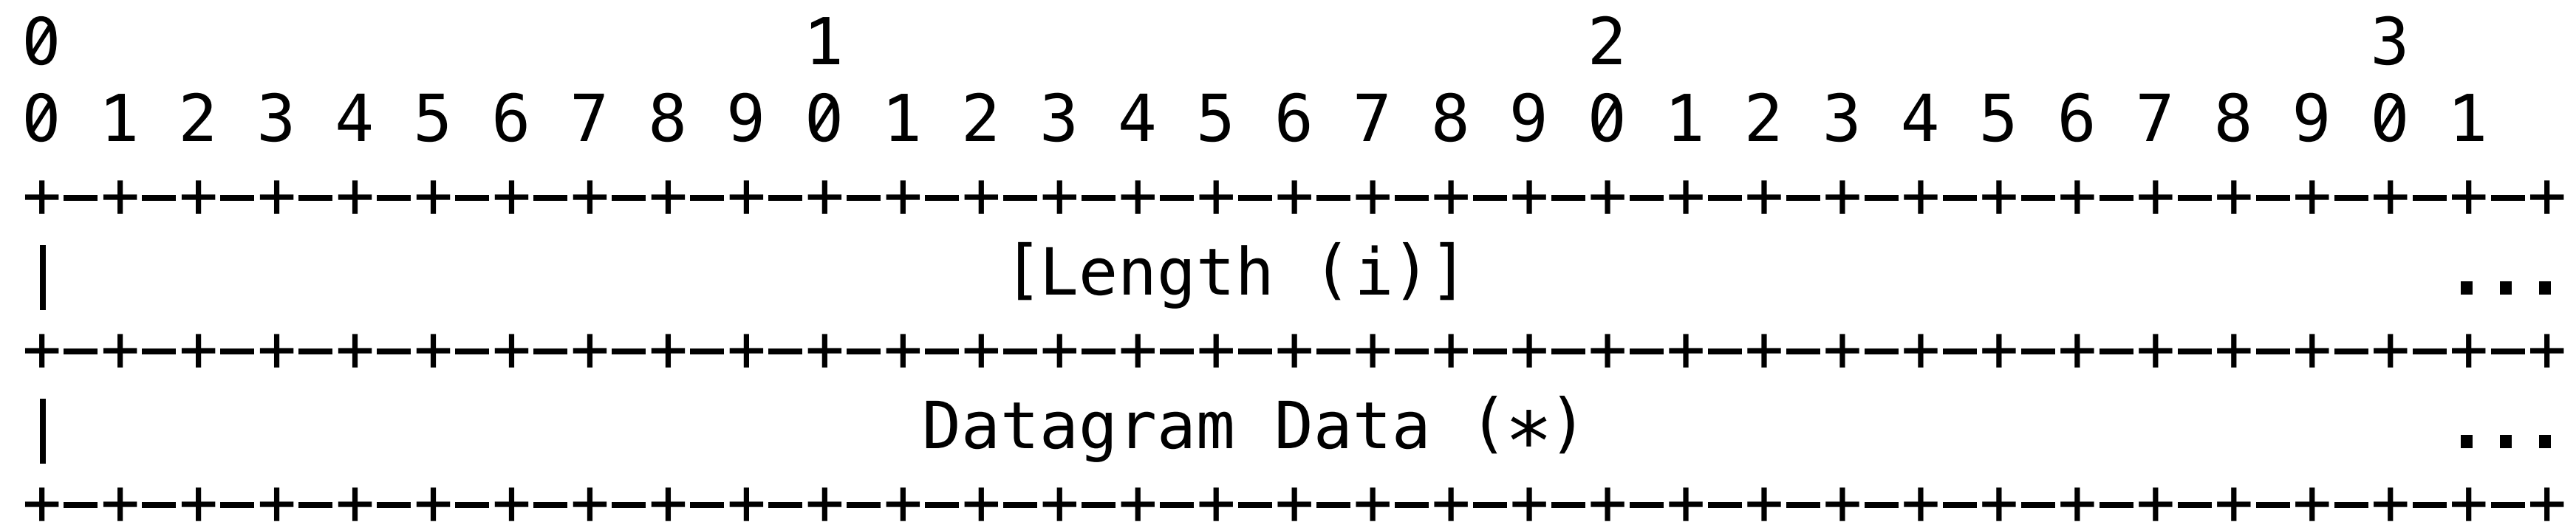 0                   1                   2                   3
0 1 2 3 4 5 6 7 8 9 0 1 2 3 4 5 6 7 8 9 0 1 2 3 4 5 6 7 8 9 0 1
+-+-+-+-+-+-+-+-+-+-+-+-+-+-+-+-+-+-+-+-+-+-+-+-+-+-+-+-+-+-+-+-+
|                        [Length (i)]                         ...
+-+-+-+-+-+-+-+-+-+-+-+-+-+-+-+-+-+-+-+-+-+-+-+-+-+-+-+-+-+-+-+-+
|                      Datagram Data (*)                      ...
+-+-+-+-+-+-+-+-+-+-+-+-+-+-+-+-+-+-+-+-+-+-+-+-+-+-+-+-+-+-+-+-+